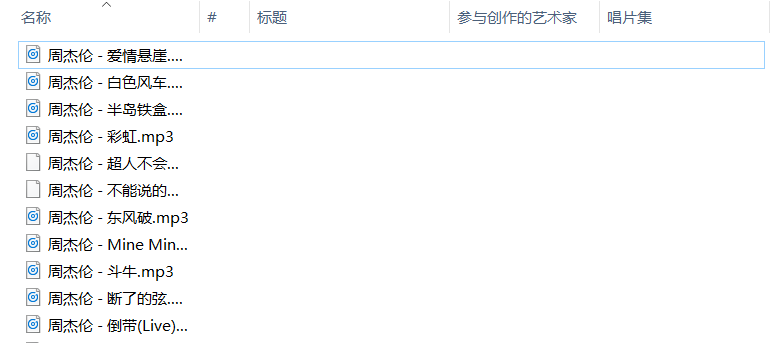 名称 # 标题 参与创作的艺术家 唱片集
周杰伦 - 爱情悬崖....
周杰伦 - 白色风车....
周杰伦 - 半岛铁盒....
周杰伦 - 彩虹.mp3
周杰伦 - 超人不会...
周杰伦 - 不能说的...
周杰伦 - 东风破.mp3
周杰伦 - Mine Min...
周杰伦 - 斗牛.mp3
周杰伦 - 断了的弦....
周杰伦 - 倒带(Live)...